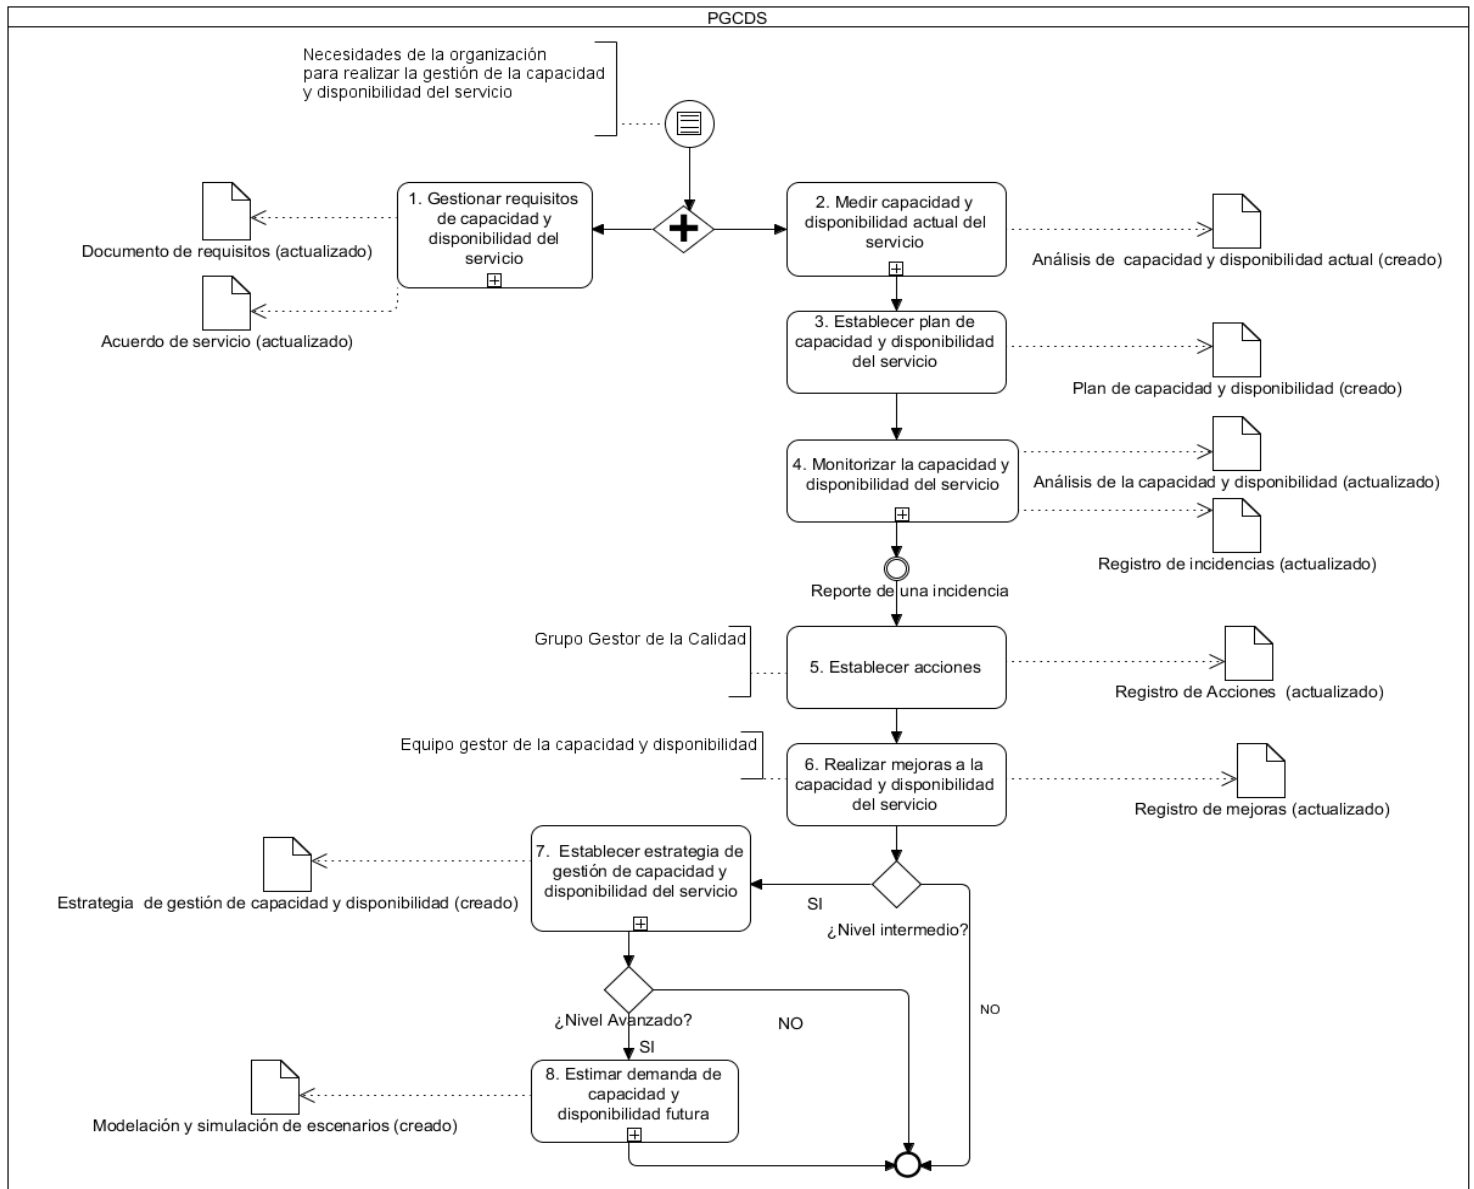 PGCDS
Necesidades de la organización
para realizar la gestión de la capacidad
y disponibilidad del servicio
1. Gestionar requisitos
de capacidad y
disponibilidad del
servicio
2. Medir capacidad y
disponibilidad actual del
servicio
Documento de requisitos (actualizado)
Análisis de  capacidad y disponibilidad actual (creado)
Acuerdo de servicio (actualizado)
3. Establecer plan de
capacidad y disponibilidad
del servicio
Plan de capacidad y disponibilidad (creado)
4. Monitorizar la capacidad y
disponibilidad del servicio
Análisis de la capacidad y disponibilidad (actualizado)
Registro de incidencias (actualizado)
Reporte de una incidencia
Grupo Gestor de la Calidad
5. Establecer acciones
Registro de Acciones  (actualizado)
Equipo gestor de la capacidad y disponibilidad
6. Realizar mejoras a la
capacidad y disponibilidad
del servicio
Registro de mejoras (actualizado)
7.  Establecer estrategia de
gestión de capacidad y
disponibilidad del servicio
Estrategia  de gestión de capacidad y disponibilidad (creado)
SI
¿Nivel intermedio?
NO
¿Nivel Avanzado?
NO
SI
8. Estimar demanda de
capacidad y
disponibilidad futura
Modelación y simulación de escenarios (creado)